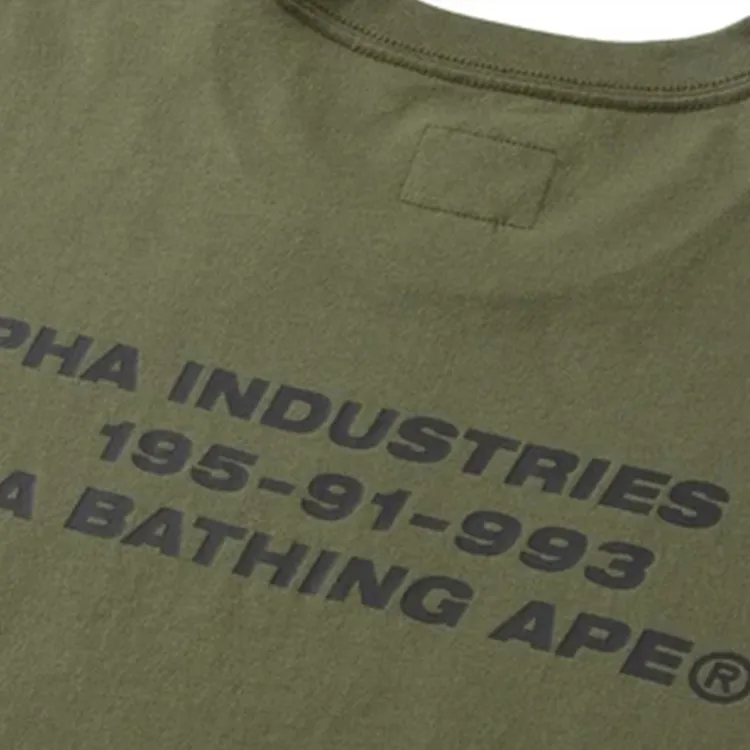 PHA INDUSTRIES
195-91-993
A BATHING APE®